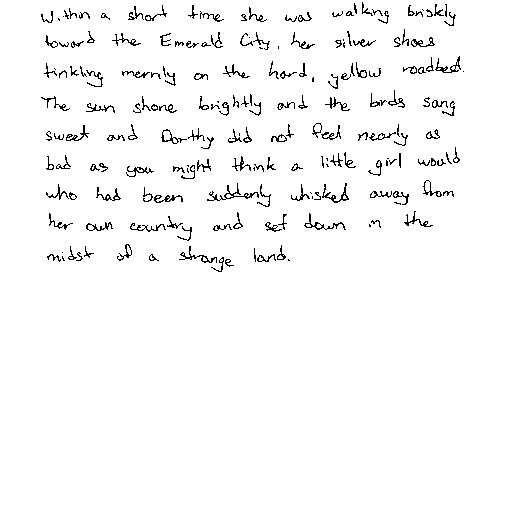 Within a short time she was walking briskly
toward the Emerald City, her silver shoes
tinkling merrily on the hard, yellow roadbed.
The sun shone brightly and the birds sang
sweet and Dorthy did not feel nearly as
bad as you might think a little girl would
who had been suddenly whisked away from
her own country and set down in the
midst of a strange land.